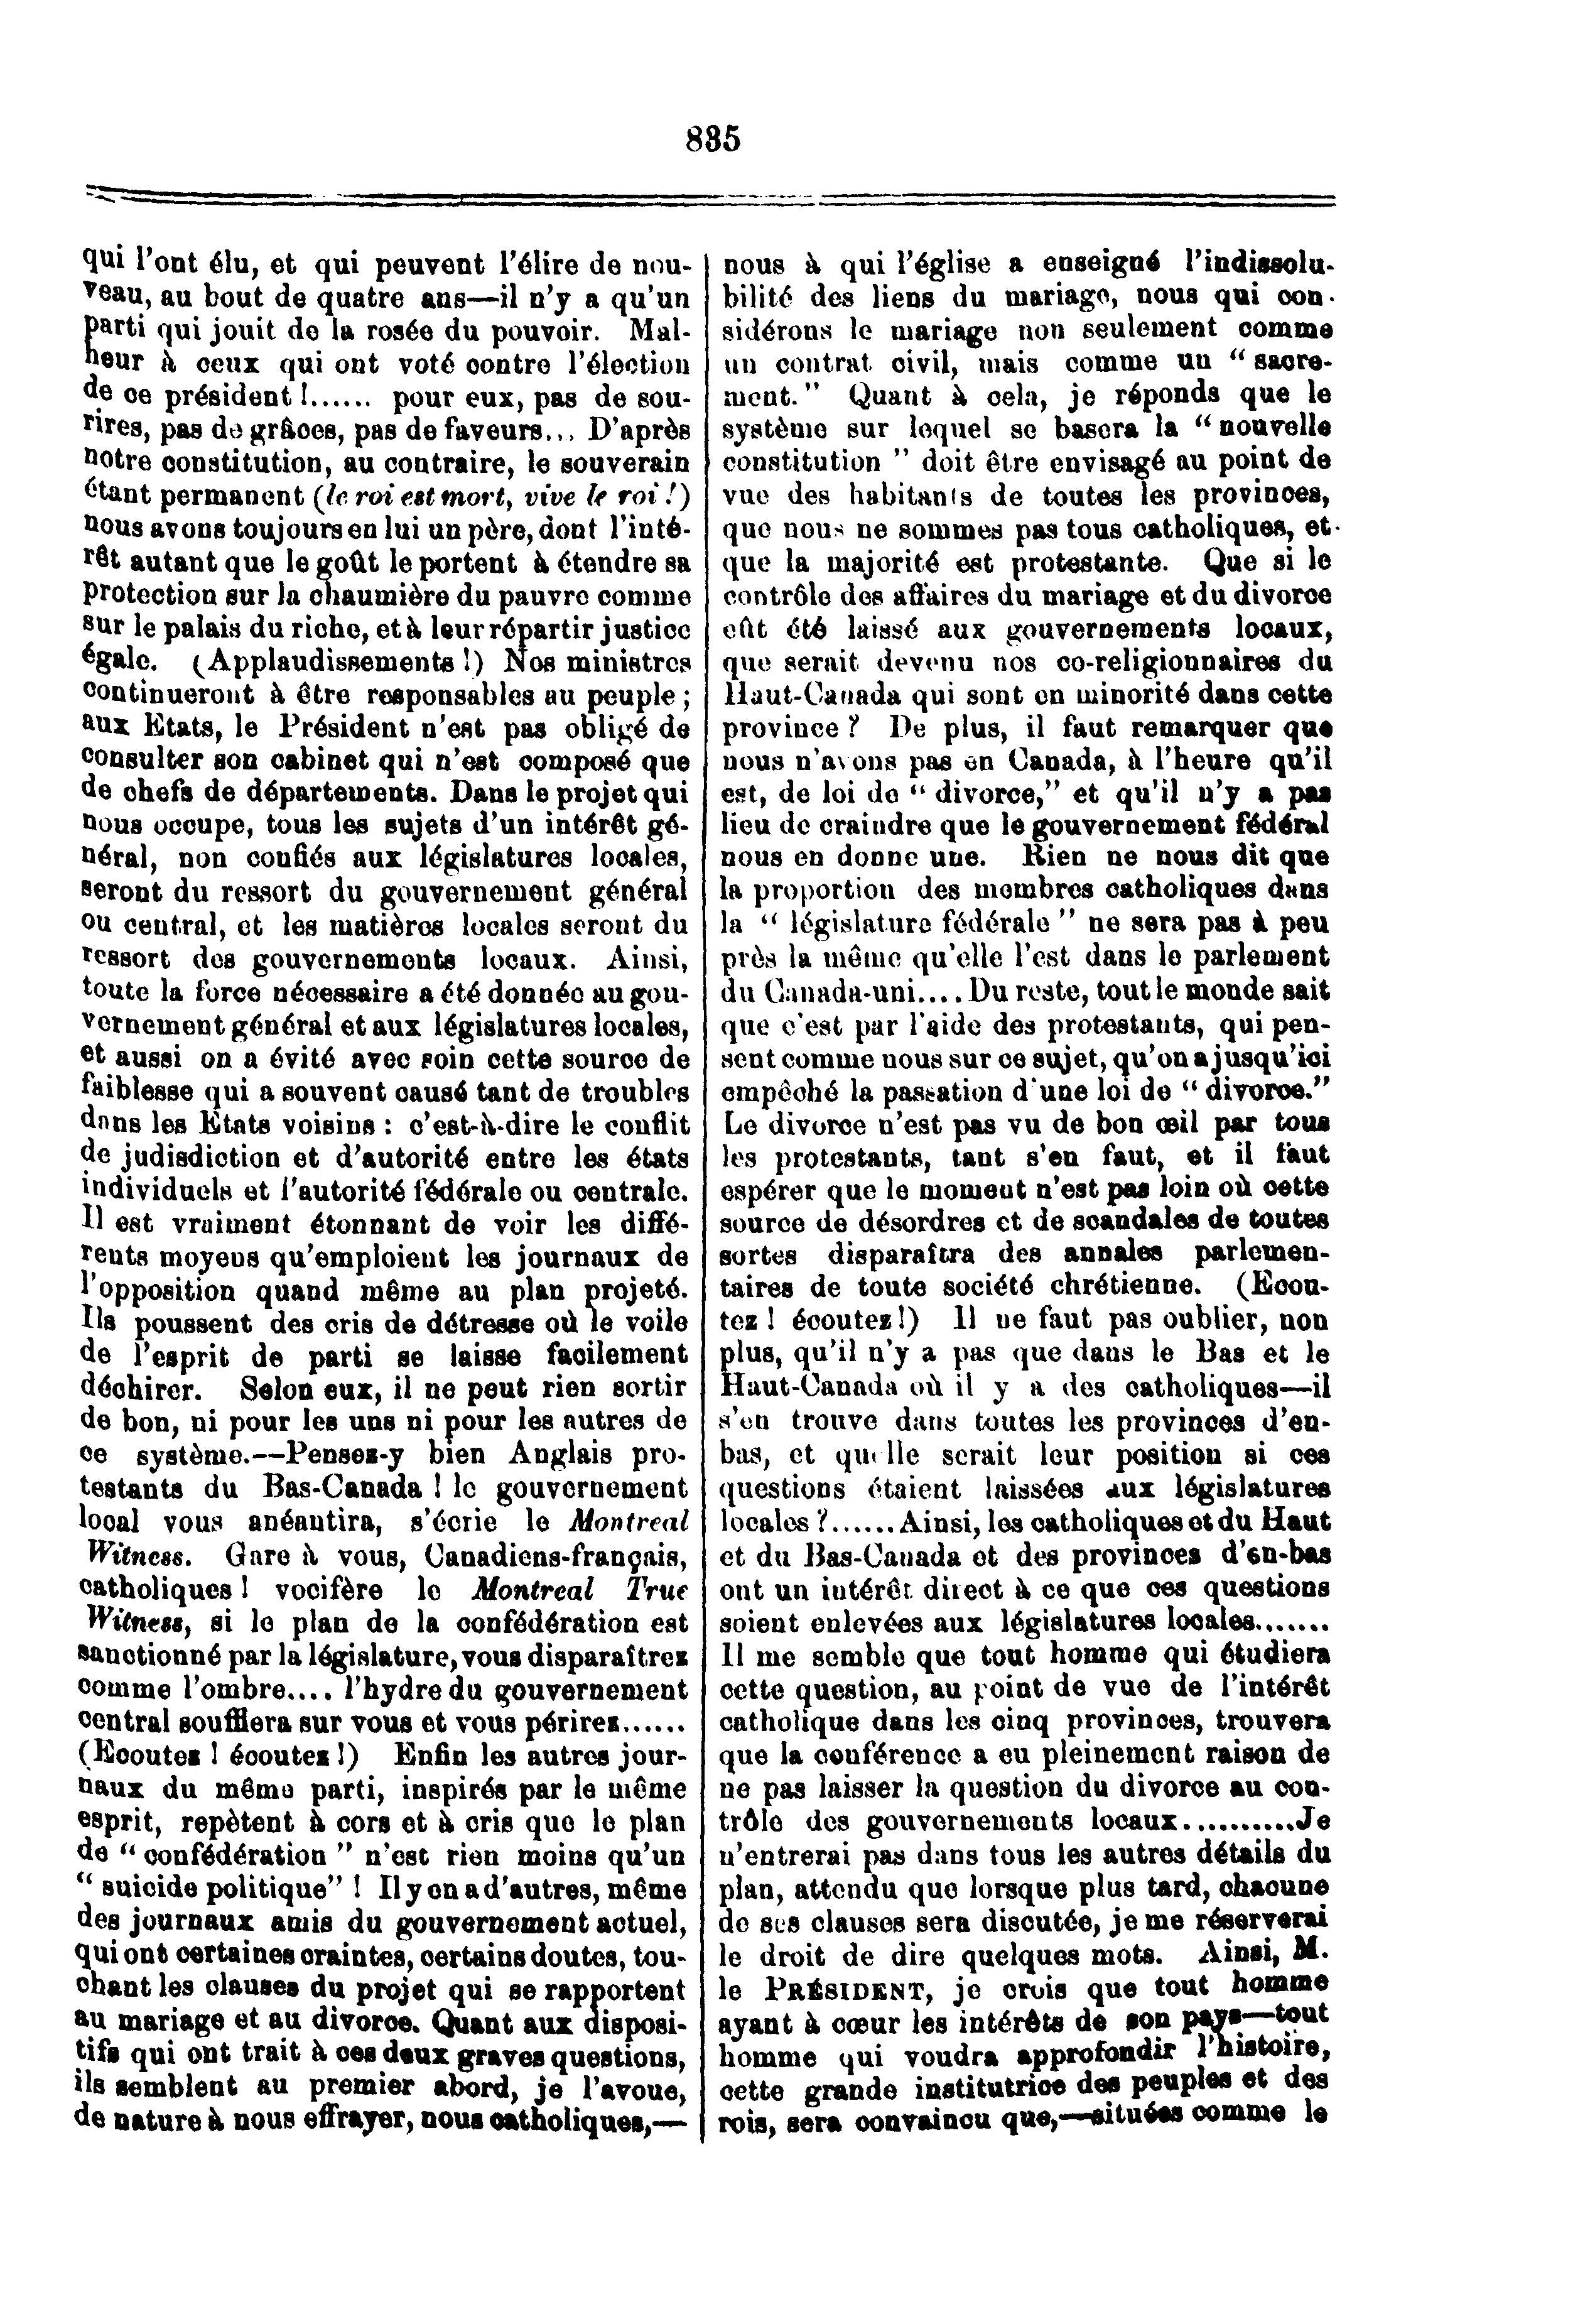 835
qui l'ont élu, et qui peuvent l'élire de nou-
veau, au bout de quatre ans—il n'y a qu'un
parti qui jouit de la rosée du pouvoir. Mal-
heur à ceux qui ont voté contre l'élection
de ce président !...... pour eux, pas de sou-
rires, pas de grâces, pas de faveurs... D'après
notre constitution, au contraire, le souverain
étant permanent (le roi est mort, vive le roi !)
nous avons toujours en lui un père, dont l'inté-
rêt autant que le goût le portent à étendre sa
protection sur la chaumière du pauvre comme
sur le palais du riche, et à leur répartir justice
égale. (Applaudissements !) Nos ministres
continueront à être responsables au peuple ;
aux Etats, le Président n'est pas obligé de
consulter son cabinet qui n'est composé que
de chefs de départements. Dans le projet qui
nous occupe, tous les sujets d'un intérêt gé-
néral, non confiés aux législatures locales,
seront du ressort du gouvernement général
ou central, et les matières locales seront du
ressort des gouvernements locaux. Ainsi,
toute la force nécessaire a été donnée au gou-
vernement général et aux législatures locales,
et aussi on a évité avec soin cette source de
faiblesse qui a souvent causé tant de troubles
dans les Etats voisins : c'est-à-dire le conflit
de judisdiction et d'autorité entre les états
individuels et l'autorité fédérale ou centrale.
Il est vraiment étonnant de voir les diffé-
rents moyens qu'emploient les journaux de
l'opposition quand même au plan projeté.
Ils poussent des cris de détresse où le voile
de l'esprit de parti se laisse facilement
déchirer. Selon eux, il ne peut rien sortir
de bon, ni pour les uns ni pour les autres de
ce système.—Pensez-y bien Anglais pro-
testants du Bas-Canada ! le gouvernement
local vous anéantira, s'écrie le Montreal
Witness. Gare à vous, Canadiens-français,
catholiques ! vocifère le Montreal True
Witness, si le plan de la confédération est
sanctionné par la législature, vous disparaîtrez
comme l'ombre.... l'hydre du gouvernement
central soufflera sur vous et vous périrez......
(Ecoutez ! écoutez !) Enfin les autres jour-
naux du même parti, inspirés par le même
esprit, repètent à cors et à cris que le plan
de " confédération " n'est rien moins qu'un
" suicide politique" ! Il y en a d'autres, même
des journaux amis du gouvernement actuel,
qui ont certaines craintes, certains doutes, tou-
chant les clauses du projet qui se rapportent
au mariage et au divorce. Quant aux disposi-
tifs qui ont trait à ces deux graves questions,
ils semblent au premier abord, je l'avoue,
de nature à nous effrayer, nous catholiques,—
nous à qui l'église a enseigné l'indissolu-
bilité des liens du mariage, nous qui con-
sidérons le mariage non seulement comme
un contrat civil, mais comme un " sacre-
ment." Quant à cela, je réponds que le
système sur lequel se basera la " nouvelle
constitution " doit être envisagé au point de
vue des habitants de toutes les provinces,
que nous ne sommes pas tous catholiques, et
que la majorité est protestante. Que si le
contrôle des affaires du mariage et du divorce
eût été laissé aux gouvernements locaux,
que serait devenu nos co-religionnaires du
Haut-Canada qui sont en minorité dans cette
province ? De plus, il faut remarquer que
nous n'avons pas en Canada, à l'heure qu'il
est, de loi de " divorce," et qu'il n'y a pas
lieu de craindre que le gouvernement fédéral
nous en donne une. Rien ne nous dit que
la proportion des membres catholiques dans
la " législature fédérale " ne sera pas à peu
près la même qu'elle l'est dans le parlement
du Canada-uni.... Du reste, tout le monde sait
que c'est par l'aide des protestants, qui pen-
sent comme nous sur ce sujet, qu'on a jusqu'ici
empêché la passation d'une loi de " divorce."
Le divorce n'est pas vu de bon œil par tous
les protestants, tant s'en faut, et il faut
espérer que le moment n'est pas loin où cette
source de désordres et de scandales de toutes
sortes disparaîtra des annales parlemen-
taires de toute société chrétienne. (Ecou-
tez ! écoutez !) Il ne faut pas oublier, non
plus, qu'il n'y a pas que dans le Bas et le
Haut-Canada où il y a des catholiques—il
s'en trouve dans toutes les provinces d'en-
bas, et quelle serait leur position si ces
questions étaient laissées aux législatures
locales ?...... Ainsi, les catholiques et du Haut
et du Bas-Canada et des provinces d'en-bas
ont un intérêt direct à ce que ces questions
soient enlevées aux législatures locales.......
Il me semble que tout homme qui étudiera
cette question, au point de vue de l'intérêt
catholique dans les cinq provinces, trouvera
que la conférence a eu pleinement raison de
ne pas laisser la question du divorce au con-
trôle des gouvernements locaux..........Je
n'entrerai pas dans tous les autres détails du
plan, attendu que lorsque plus tard, chacune
de ses clauses sera discutée, je me réserverai
le droit de dire quelques mots. Ainsi, M.
le PRÉSIDENT, je crois que tout homme
ayant à cœur les intérêts de son pays—tout
homme qui voudra approfondir l'histoire,
cette grande institutrice des peuples et des
rois, sera convaincu que,—situées comme le